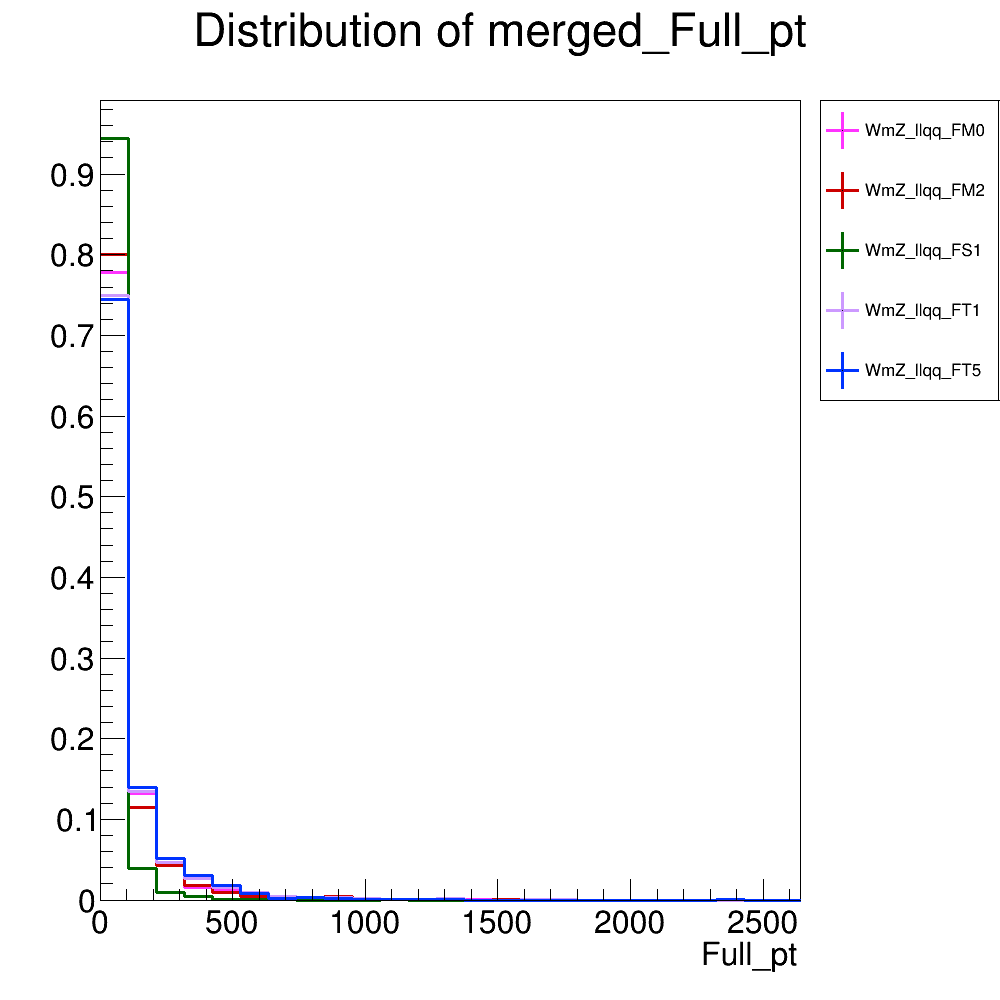 Distribution of merged_Full_pt
WmZ_llqq_FM0
WmZ_llqq_FM2
WmZ_llqq_FS1
WmZ_llqq_FT1
WmZ_llqq_FT5
0.9
0.8
0.7
0.6
0.5
0.4
0.3
0.2
0.1
0
0 500 1000 1500 2000 2500
Full_pt